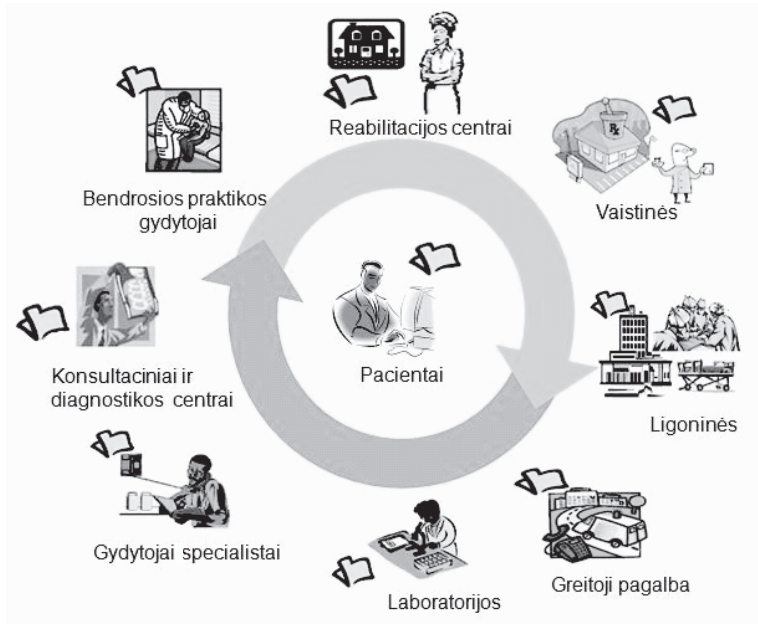 Reabilitacijos centrai
Bendrosios praktikos
gydytojai
Vaistinės
Konsultaciniai ir
diagnostikos centrai
Pacientai
Ligoninės
Gydytojai specialistai
Greitoji pagalba
Laboratorijos